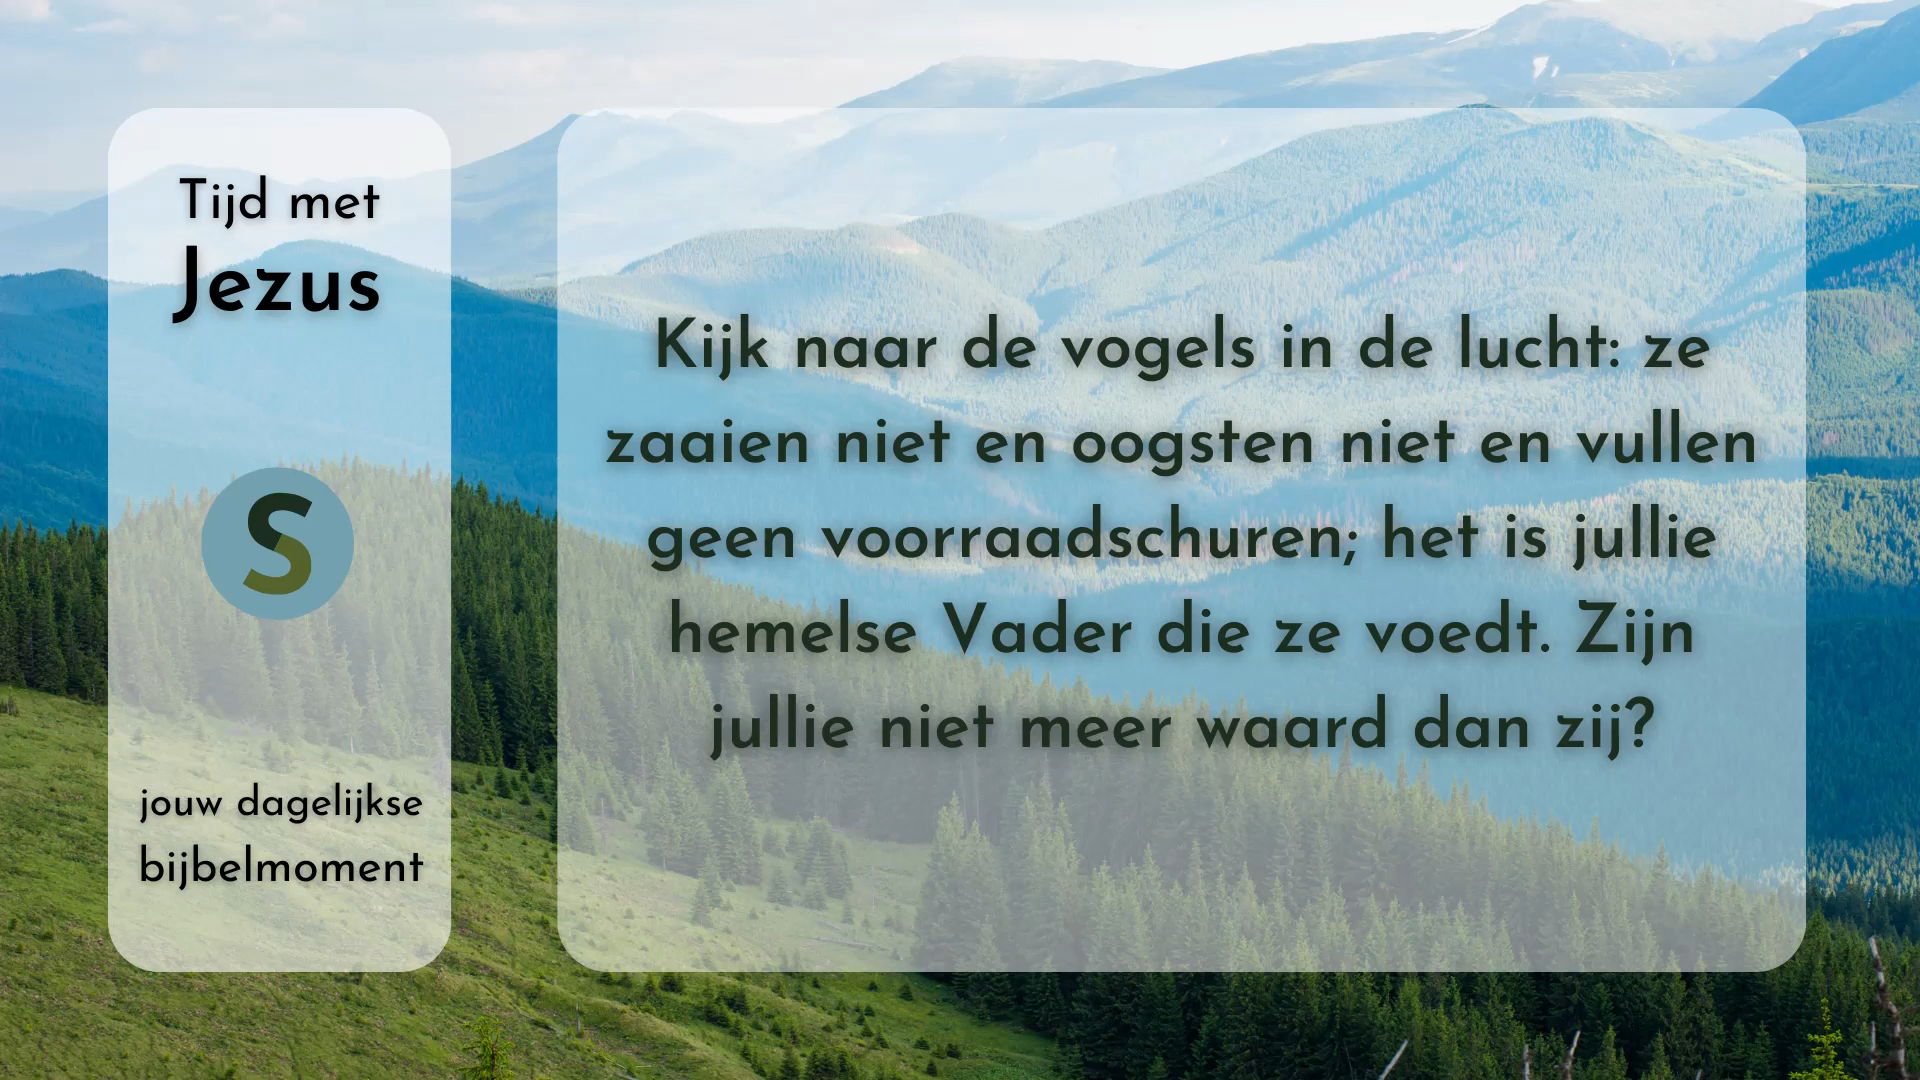 Tijd met
Jezus
S
jouw dagelijkse
bijbelmoment
Kijk naar de vogels in de lucht: ze
zaaien niet en oogsten niet en vullen
geen voorraadschuren; het is jullie
hemelse Vader die ze voedt. Zijn
jullie niet meer waard dan zij?